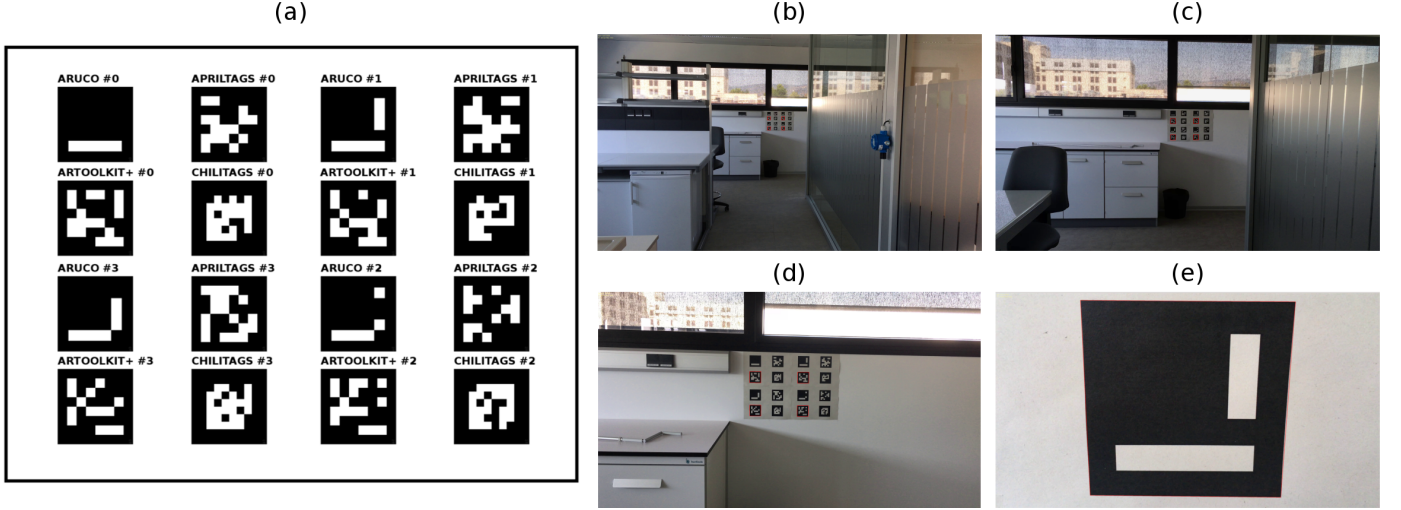 (a)
(b)
(c)
ARUCO #0 APRILTAGS #0 ARUCO #1 APRILTAGS #1
ARTOOLKIT+ #0 CHILITAGS #0 ARTOOLKIT+ #1 CHILITAGS #1
ARUCO #3 APRILTAGS #3 ARUCO #2 APRILTAGS #2
ARTOOLKIT+ #3 CHILITAGS #3 ARTOOLKIT+ #2 CHILITAGS #2
(d)
(e)